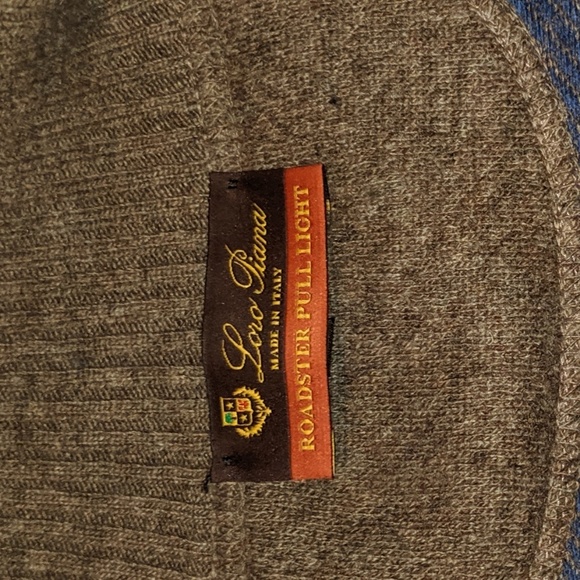 Loro Piana
MADE IN ITALY
ROADSTER PULL LIGHT